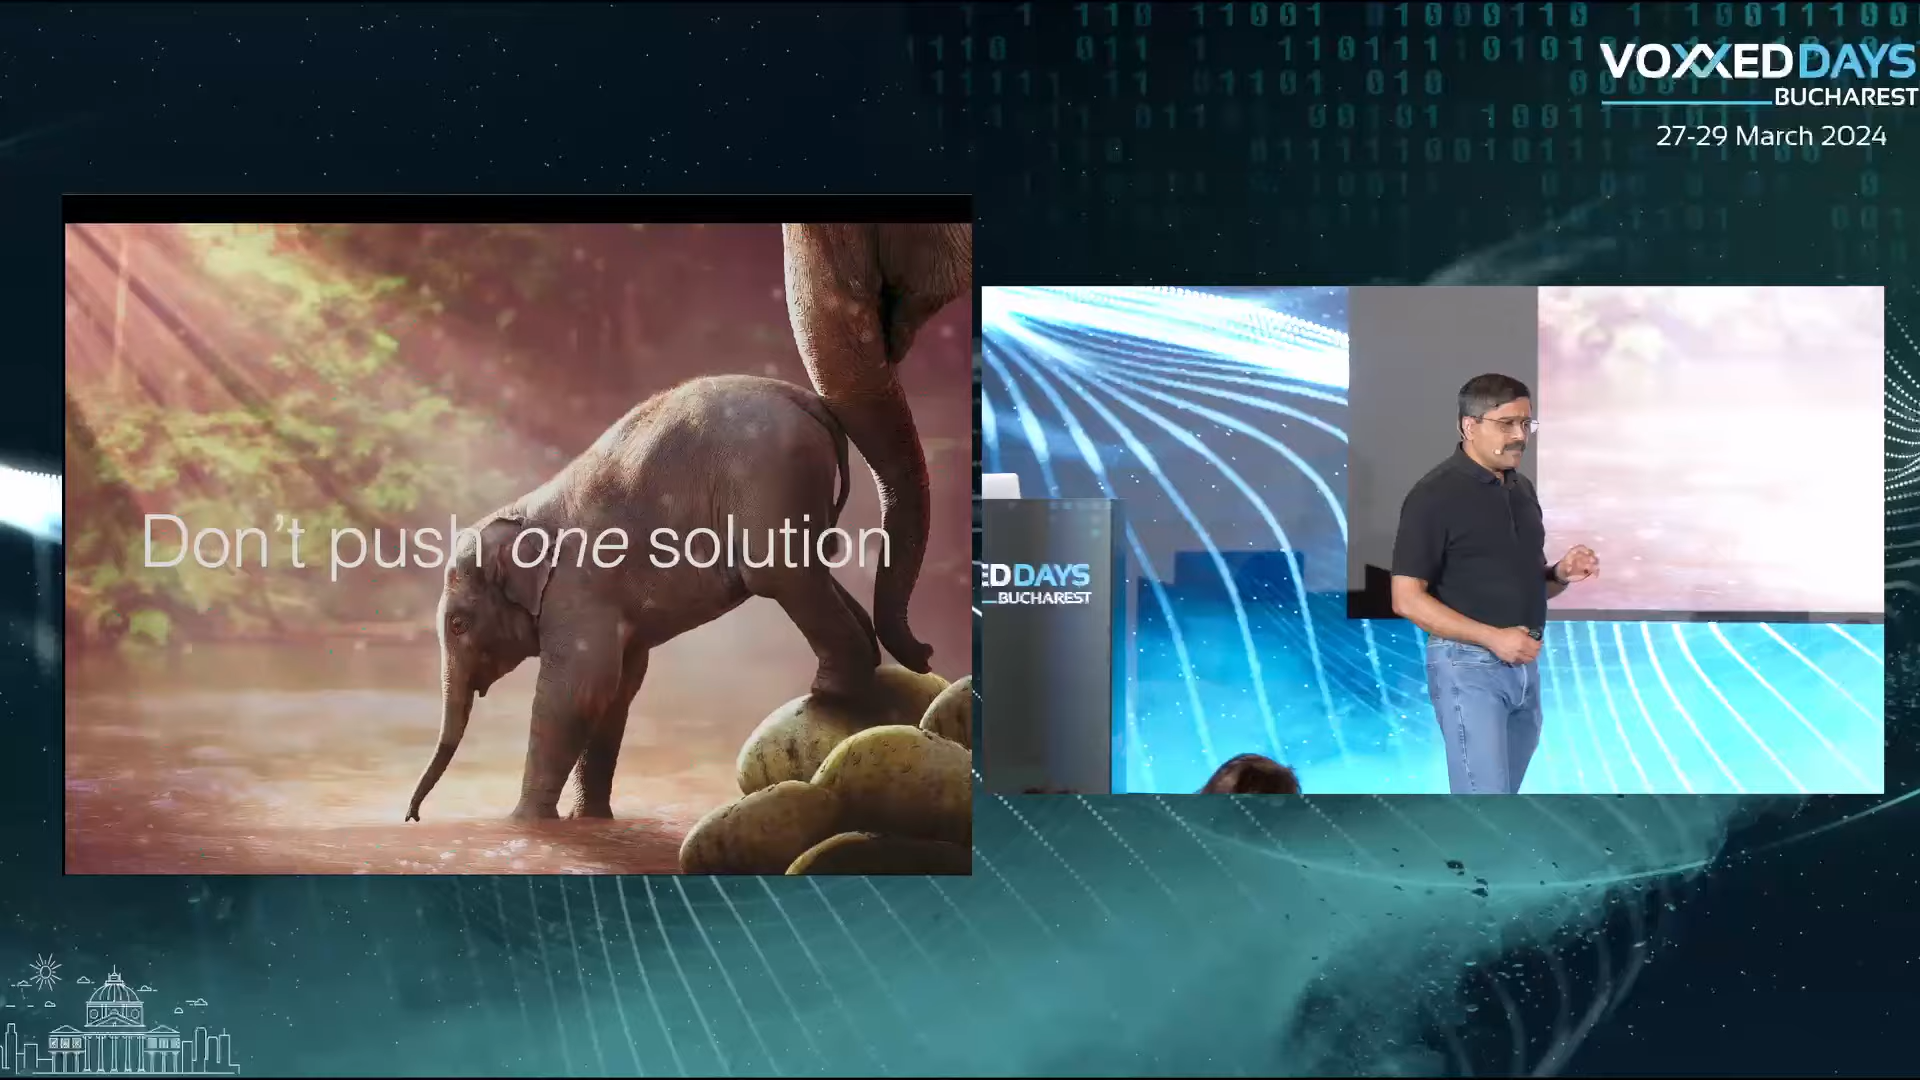 VOXXEDDAYS
BUCHAREST
27-29 March 2024
Don't push one solution
EDDAYS
BUCHAREST